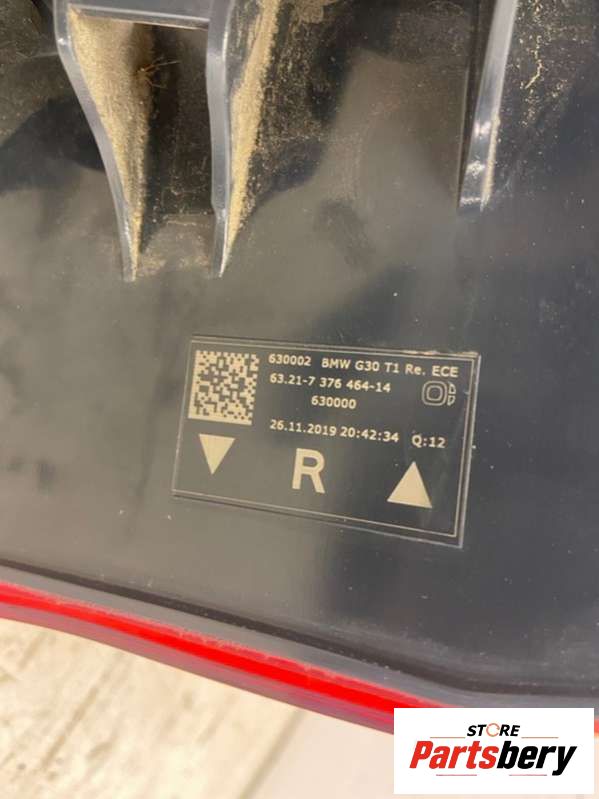 630002 BMW G30 T1 Re. ECE
63.21-7 376 464-14
630000
26.11.2019 20:42:34 Q:12
R
STORE
Partsbery